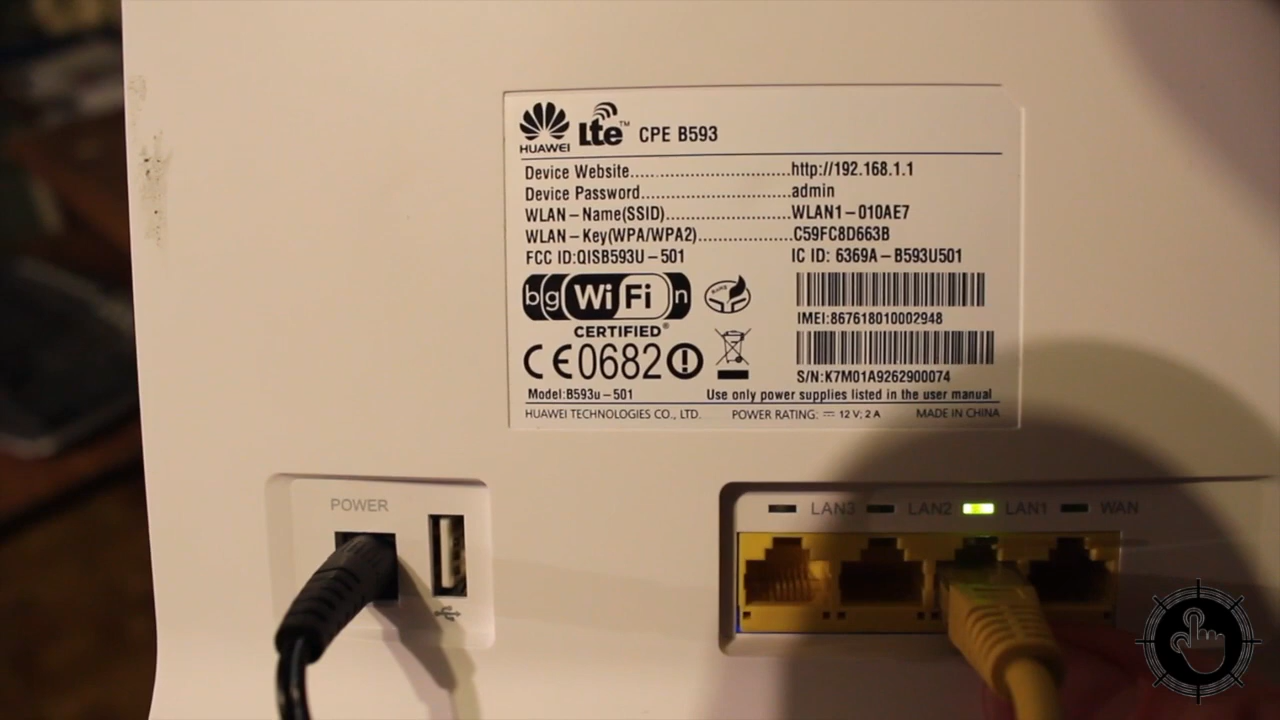 HUAWEI Lte™ CPE B593
Device Website........................................http://192.168.1.1
Device Password......................................admin
WLAN-Name(SSID)................................WLAN1-010AE7
WLAN-Key(WPA/WPA2)........................C59FC8D663B
FCC ID:QISB593U-501 IC ID: 6369A-B593U501
bg WiFi n RoHS
CERTIFIED®
IMEI:867618010002948
CE0682
S/N:K7M01A9262900074
Model:B593u-501 Use only power supplies listed in the user manual
HUAWEI TECHNOLOGIES CO., LTD. POWER RATING: ⎓ 12 V; 2 A MADE IN CHINA
POWER
LAN3 LAN2 LAN1 WAN